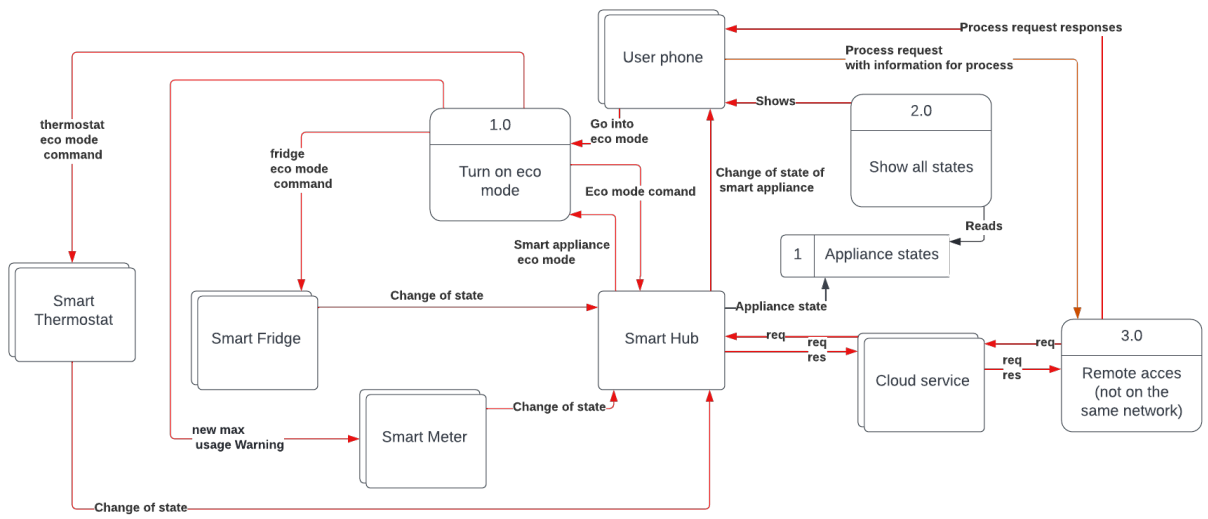 Process request responses
User phone
Process request
with information for process
Shows
2.0
Show all states
thermostat
eco mode
command
1.0
Turn on eco
mode
Go into
eco mode
fridge
eco mode
command
Eco mode comand
Change of state of
smart appliance
Reads
Smart appliance
eco mode
1
Appliance states
Smart
Thermostat
Change of state
Appliance state
Smart Fridge
Smart Hub
req
req
res
Cloud service
req
req
res
3.0
Remote acces
(not on the
same network)
Change of state
new max
usage Warning
Smart Meter
Change of state